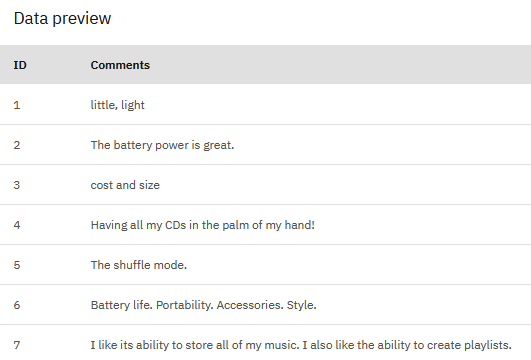 Data preview
ID Comments
1 little, light
2 The battery power is great.
3 cost and size
4 Having all my CDs in the palm of my hand!
5 The shuffle mode.
6 Battery life. Portability. Accessories. Style.
7 I like its ability to store all of my music. I also like the ability to create playlists.